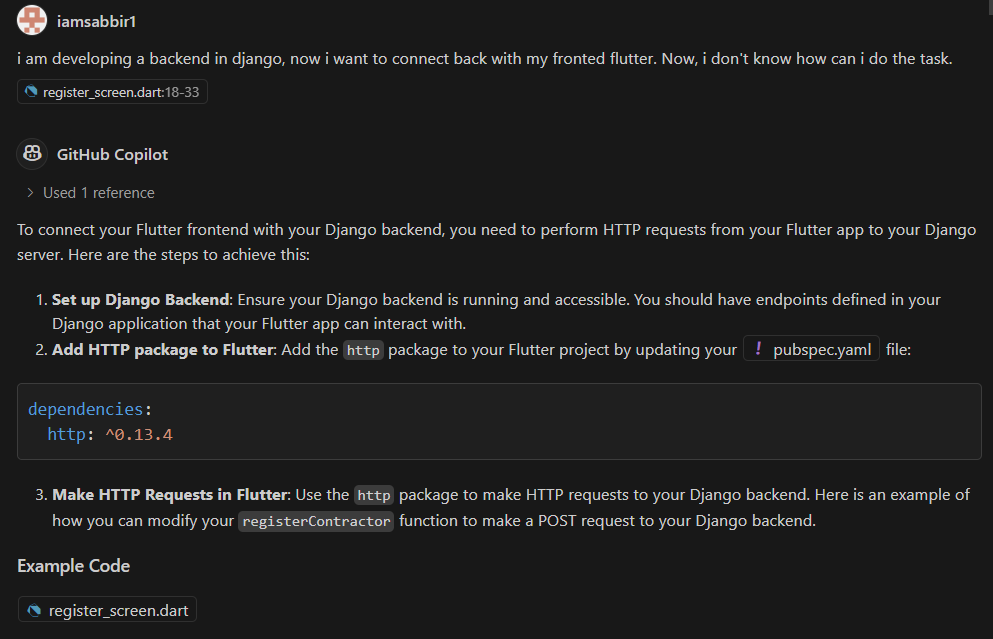 iamsabbir1
i am developing a backend in django, now i want to connect back with my fronted flutter. Now, i don't know how can i do the task.
register_screen.dart:18-33
GitHub Copilot
Used 1 reference
To connect your Flutter frontend with your Django backend, you need to perform HTTP requests from your Flutter app to your Django
server. Here are the steps to achieve this:
1. Set up Django Backend: Ensure your Django backend is running and accessible. You should have endpoints defined in your
Django application that your Flutter app can interact with.
2. Add HTTP package to Flutter: Add the http package to your Flutter project by updating your ! pubspec.yaml file:
dependencies:
  http: ^0.13.4
3. Make HTTP Requests in Flutter: Use the http package to make HTTP requests to your Django backend. Here is an example of
how you can modify your registerContractor function to make a POST request to your Django backend.
Example Code
register_screen.dart